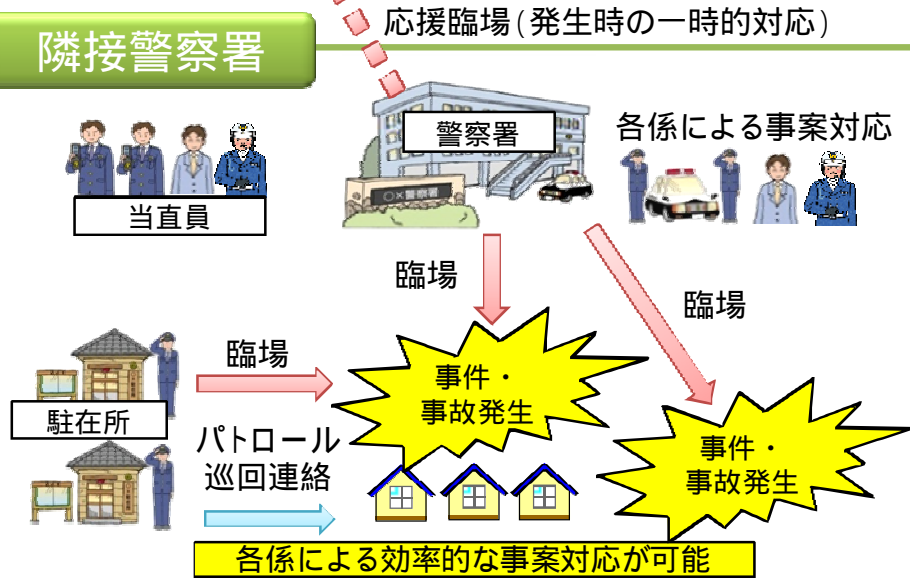 応援臨場(発生時の一時的対応)
隣接警察署
警察署
各係による事案対応
○×警察署
当直員
臨場
臨場
臨場
事件・
事故発生
駐在所
パトロール
巡回連絡
事件・
事故発生
各係による効率的な事案対応が可能